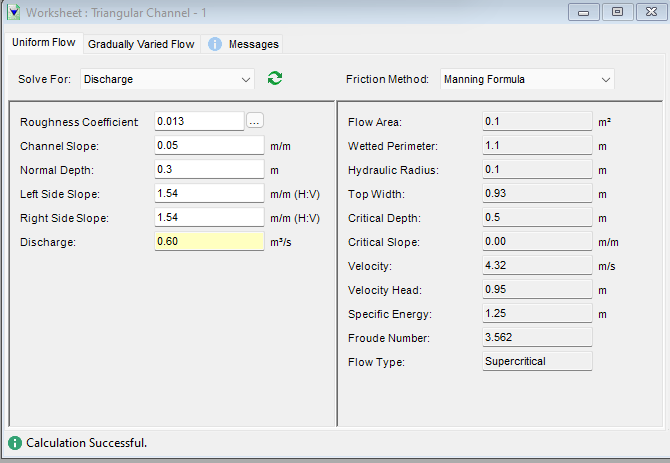 Worksheet : Triangular Channel - 1
Uniform Flow Gradually Varied Flow Messages
Solve For: Discharge Friction Method: Manning Formula
Roughness Coefficient 0.013 ...
Channel Slope: 0.05 m/m
Normal Depth: 0.3 m
Left Side Slope: 1.54 m/m (H:V)
Right Side Slope: 1.54 m/m (H:V)
Discharge: 0.60 m³/s
Flow Area: 0.1 m²
Wetted Perimeter: 1.1 m
Hydraulic Radius: 0.1 m
Top Width: 0.93 m
Critical Depth: 0.5 m
Critical Slope: 0.00 m/m
Velocity: 4.32 m/s
Velocity Head: 0.95 m
Specific Energy: 1.25 m
Froude Number: 3.562
Flow Type: Supercritical
Calculation Successful.